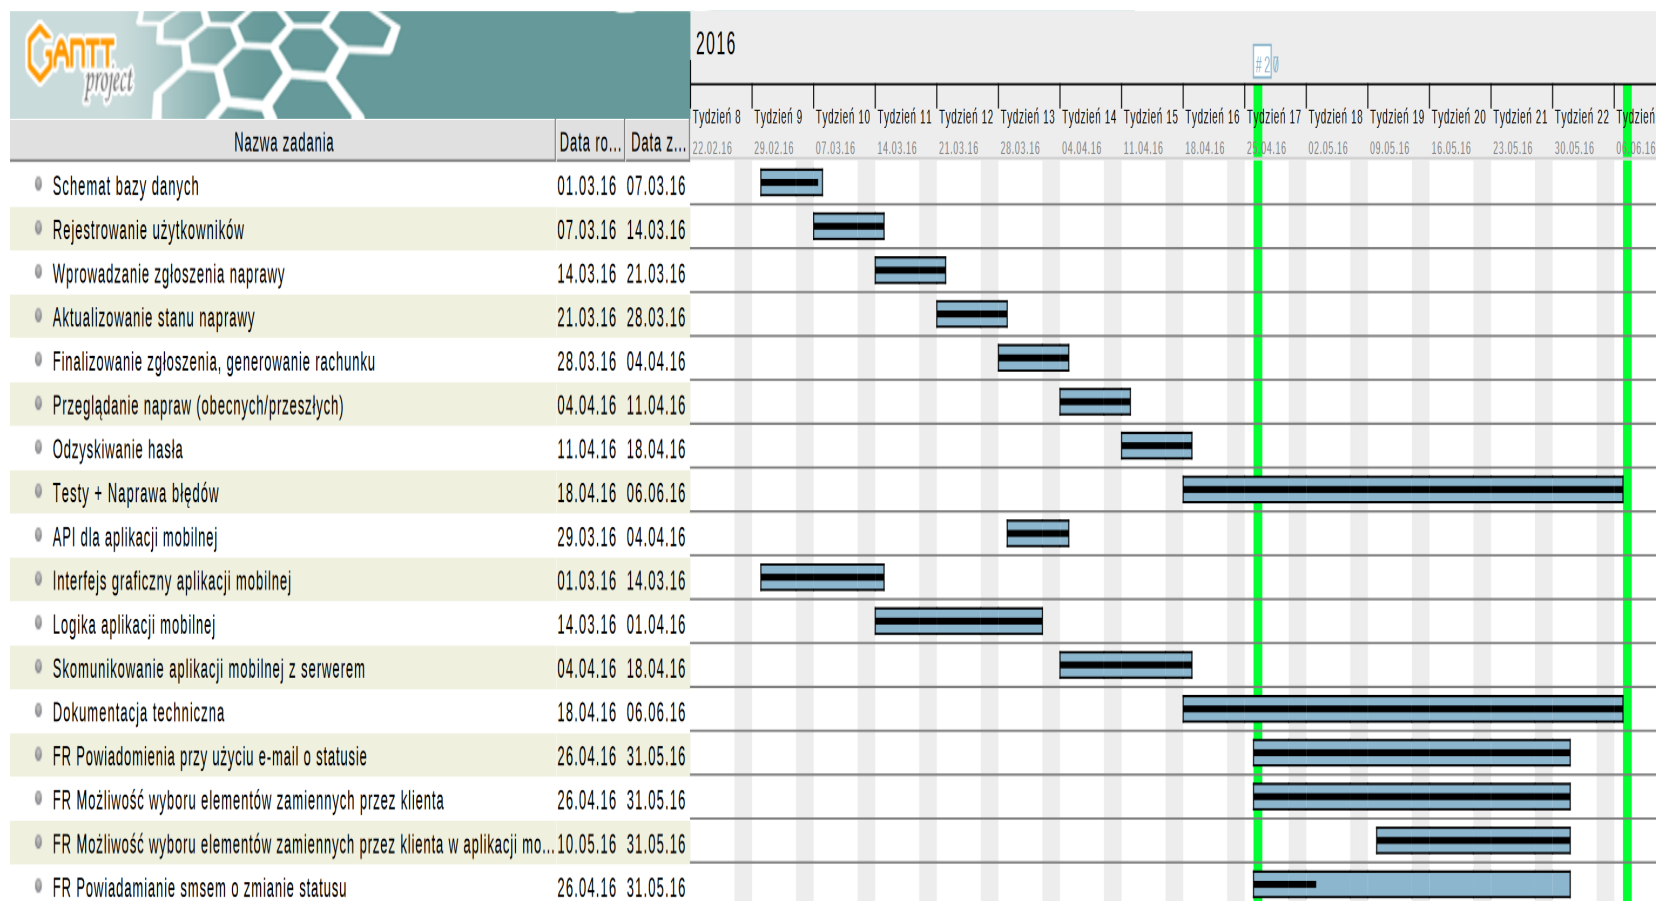 GANTT
project
2016
#20
Tydzień 8 Tydzień 9 Tydzień 10 Tydzień 11 Tydzień 12 Tydzień 13 Tydzień 14 Tydzień 15 Tydzień 16 Tydzień 17 Tydzień 18 Tydzień 19 Tydzień 20 Tydzień 21 Tydzień 22 Tydzień
Nazwa zadania Data ro... Data z...
22.02.16 29.02.16 07.03.16 14.03.16 21.03.16 28.03.16 04.04.16 11.04.16 18.04.16 25.04.16 02.05.16 09.05.16 16.05.16 23.05.16 30.05.16 06.06.16
Schemat bazy danych 01.03.16 07.03.16
Rejestrowanie użytkowników 07.03.16 14.03.16
Wprowadzanie zgłoszenia naprawy 14.03.16 21.03.16
Aktualizowanie stanu naprawy 21.03.16 28.03.16
Finalizowanie zgłoszenia, generowanie rachunku 28.03.16 04.04.16
Przeglądanie napraw (obecnych/przeszłych) 04.04.16 11.04.16
Odzyskiwanie hasła 11.04.16 18.04.16
Testy + Naprawa błędów 18.04.16 06.06.16
API dla aplikacji mobilnej 29.03.16 04.04.16
Interfejs graficzny aplikacji mobilnej 01.03.16 14.03.16
Logika aplikacji mobilnej 14.03.16 01.04.16
Skomunikowanie aplikacji mobilnej z serwerem 04.04.16 18.04.16
Dokumentacja techniczna 18.04.16 06.06.16
FR Powiadomienia przy użyciu e-mail o statusie 26.04.16 31.05.16
FR Możliwość wyboru elementów zamiennych przez klienta 26.04.16 31.05.16
FR Możliwość wyboru elementów zamiennych przez klienta w aplikacji mo... 10.05.16 31.05.16
FR Powiadamianie smsem o zmianie statusu 26.04.16 31.05.16